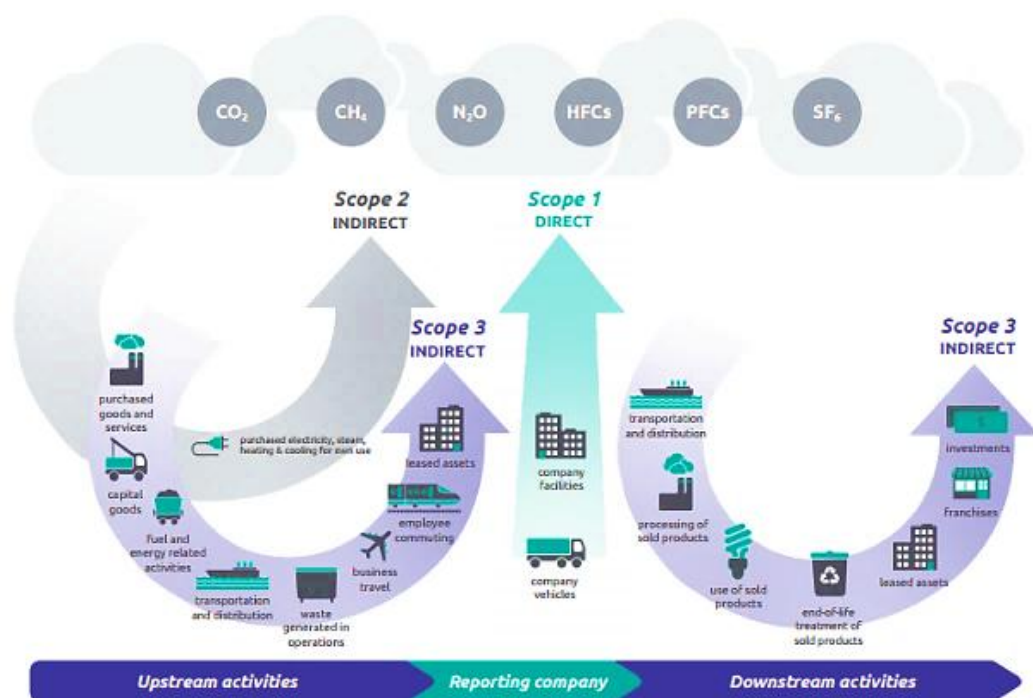 CO₂
CH₄
N₂O
HFCs
PFCs
SF₆
Scope 2
INDIRECT
Scope 1
DIRECT
Scope 3
INDIRECT
Scope 3
INDIRECT
purchased
goods and
services
capital
goods
fuel and
energy related
activities
transportation
and distribution
waste
generated in
operations
business
travel
employee
commuting
leased assets
purchased electricity, steam,
heating & cooling for own use
company
facilities
company
vehicles
transportation
and distribution
processing of
sold products
use of sold
products
end-of-life
treatment of
sold products
leased assets
franchises
investments
$
Upstream activities
Reporting company
Downstream activities